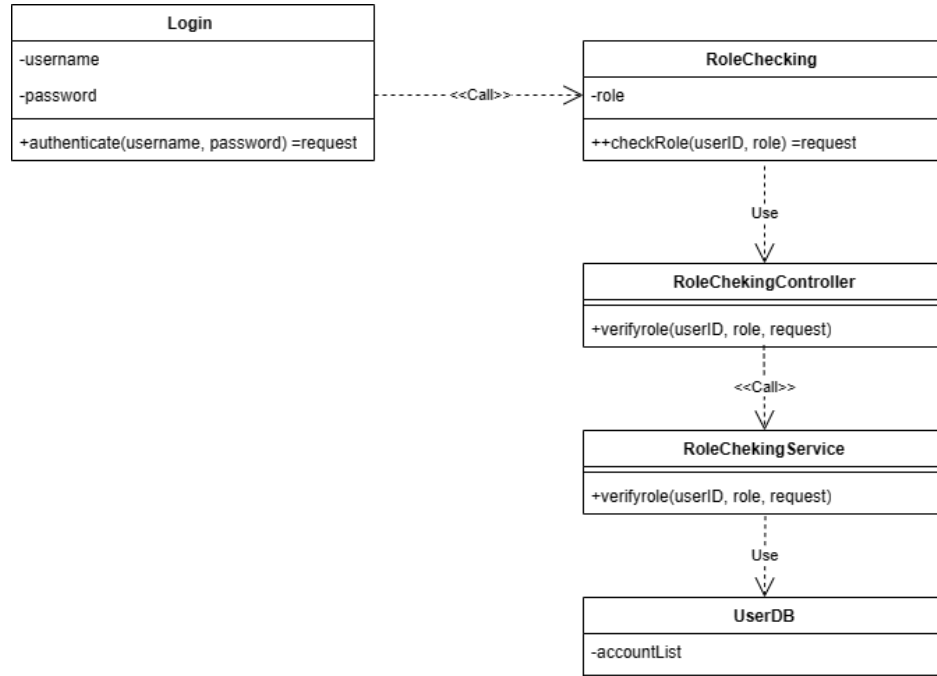 Login
-username
-password
+authenticate(username, password) =request
<<Call>>
RoleChecking
-role
++checkRole(userID, role) =request
Use
RoleChekingController
+verifyrole(userID, role, request)
<<Call>>
RoleChekingService
+verifyrole(userID, role, request)
Use
UserDB
-accountList